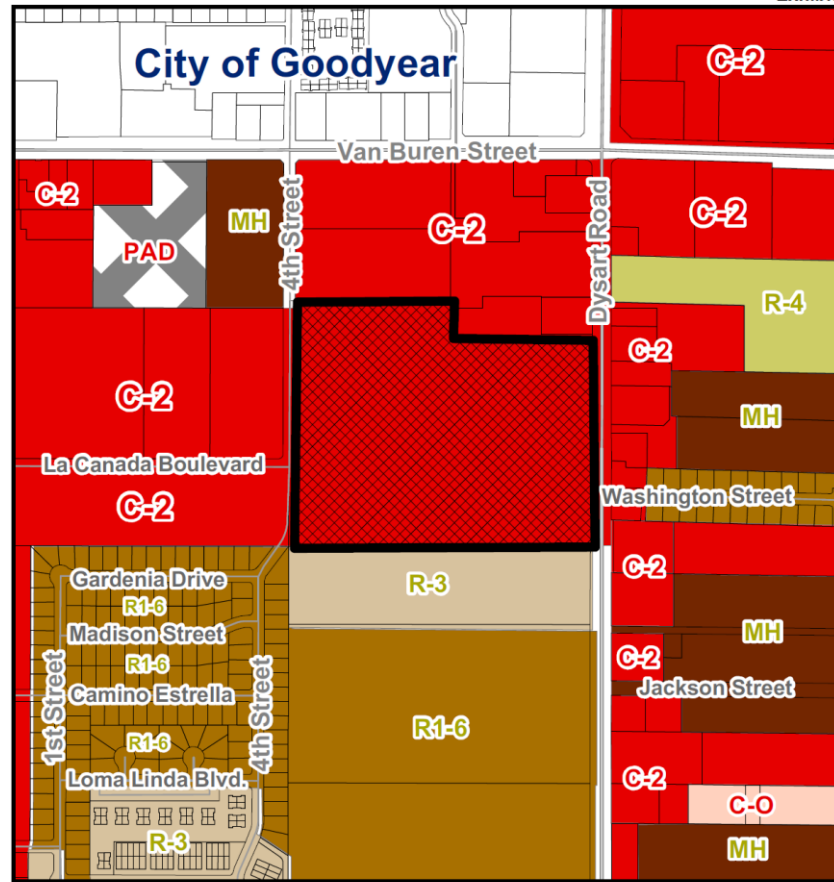 City of Goodyear
C-2
Van Buren Street
C-2
PAD
MH
4th Street
C-2
Dysart Road
C-2
R-4
C-2
C-2
MH
La Canada Boulevard
C-2
Washington Street
Gardenia Drive
R-3
C-2
R1-6
Madison Street
MH
R1-6
C-2
Camino Estrella
Jackson Street
1st Street
4th Street
R1-6
R1-6
Loma Linda Blvd.
C-2
C-O
R-3
MH